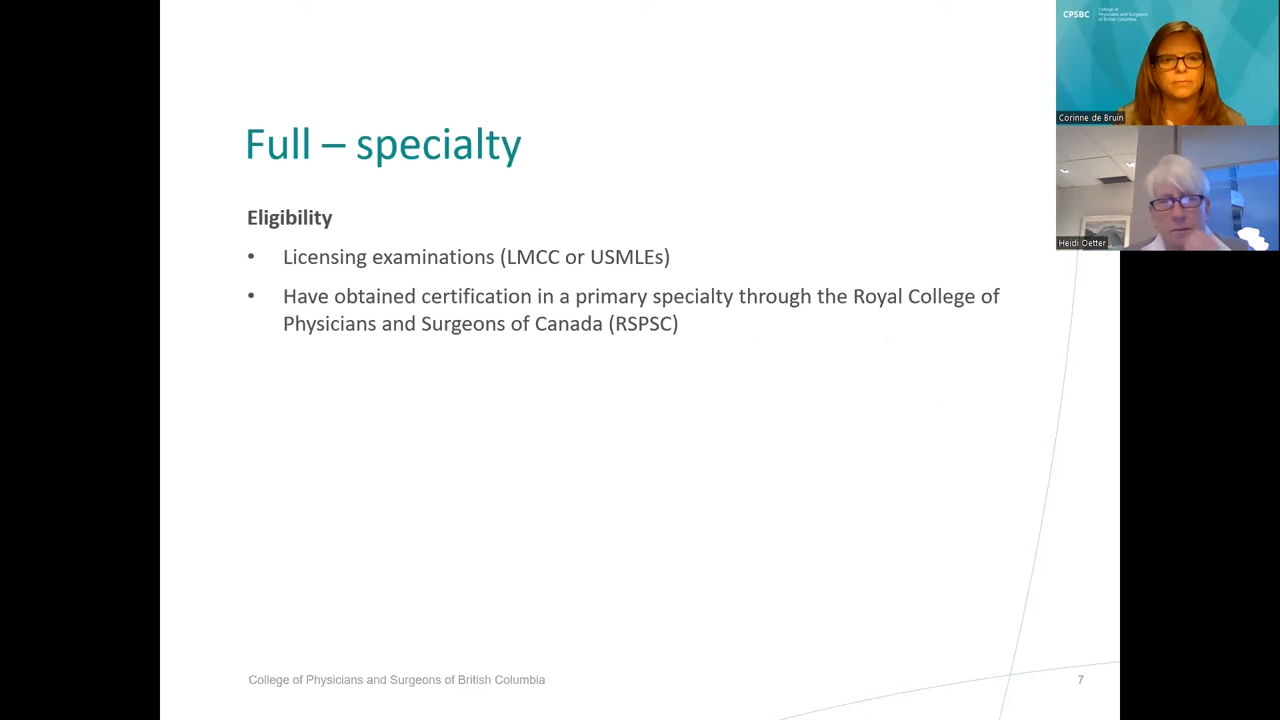 CPSBC
College of
Physicians and Surgeons
of British Columbia
Corinne de Bruin
Heidi Oetter
Full – specialty
Eligibility
• Licensing examinations (LMCC or USMLEs)
• Have obtained certification in a primary specialty through the Royal College of
Physicians and Surgeons of Canada (RSPSC)
College of Physicians and Surgeons of British Columbia
7